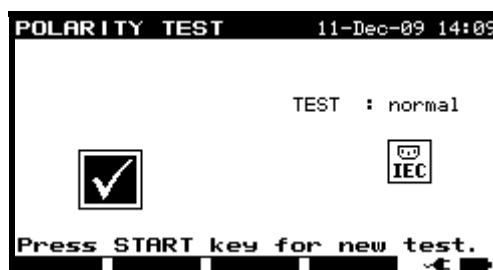 POLARITY TEST 11-Dec-09 14:09
TEST : normal
IEC
Press START key for new test.